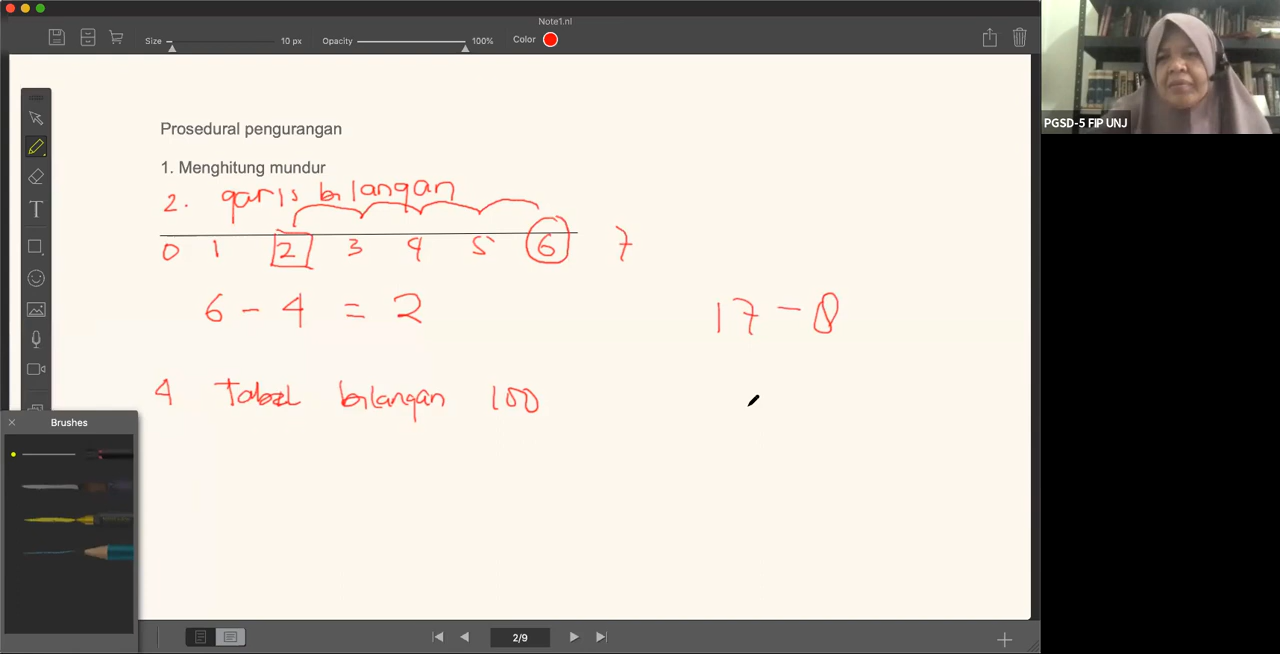 Note1.nl
Size 10 px Opacity 100% Color
PGSD-5 FIP UNJ
Prosedural pengurangan
1. Menghitung mundur
2. garis bilangan
0 1 2 3 4 5 6 7
6 - 4 = 2
17 - 8
4 Tabel bilangan 100
Brushes
2/9